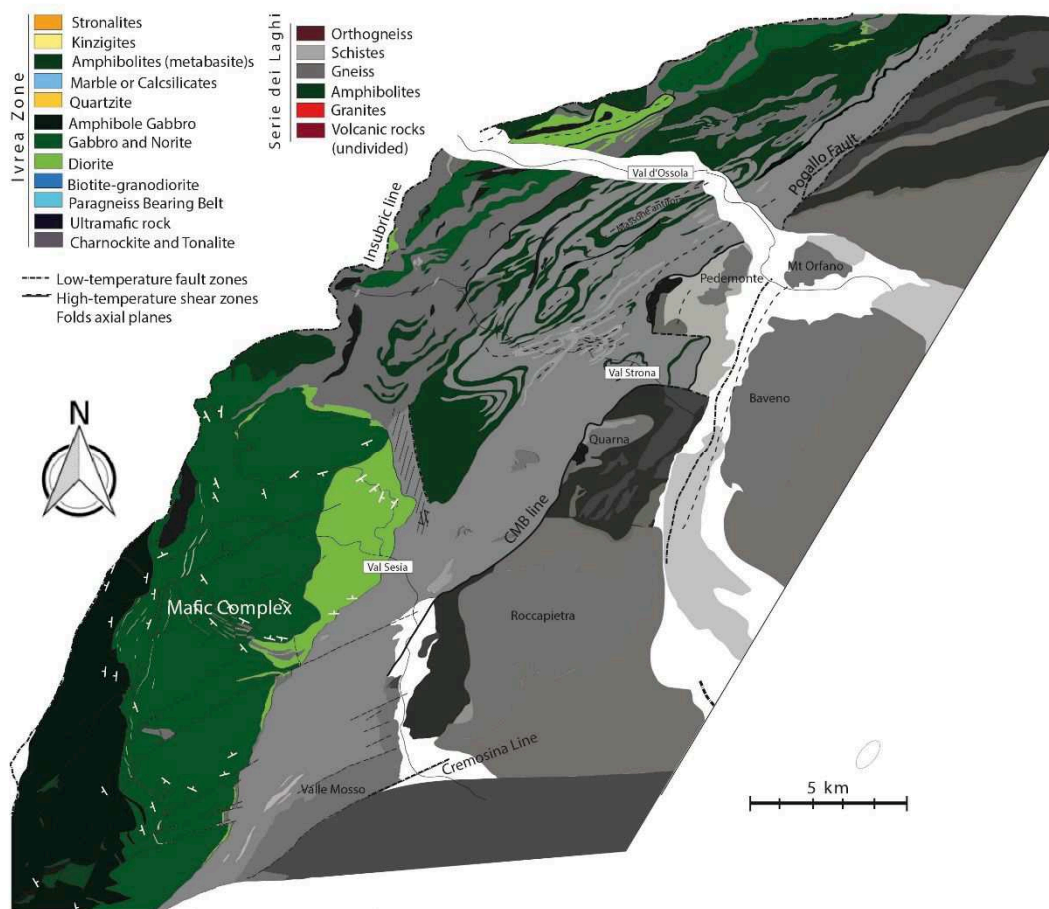 Ivrea Zone
Stronalites
Kinzigites
Amphibolites (metabasite)s
Marble or Calcsilicates
Quartzite
Amphibole Gabbro
Gabbro and Norite
Diorite
Biotite-granodiorite
Paragneiss Bearing Belt
Ultramafic rock
Charnockite and Tonalite
Serie dei Laghi
Orthogneiss
Schistes
Gneiss
Amphibolites
Granites
Volcanic rocks
(undivided)
Low-temperature fault zones
High-temperature shear zones
Folds axial planes
Insubric line
Val d'Ossola
Pogallo Fault
Mt Orfano
Pedemonte
Val Strona
Baveno
Quarna
N
CMB line
Val Sesia
Mafic Complex
Roccapietra
Cremosina Line
Valle Mosso
5 km